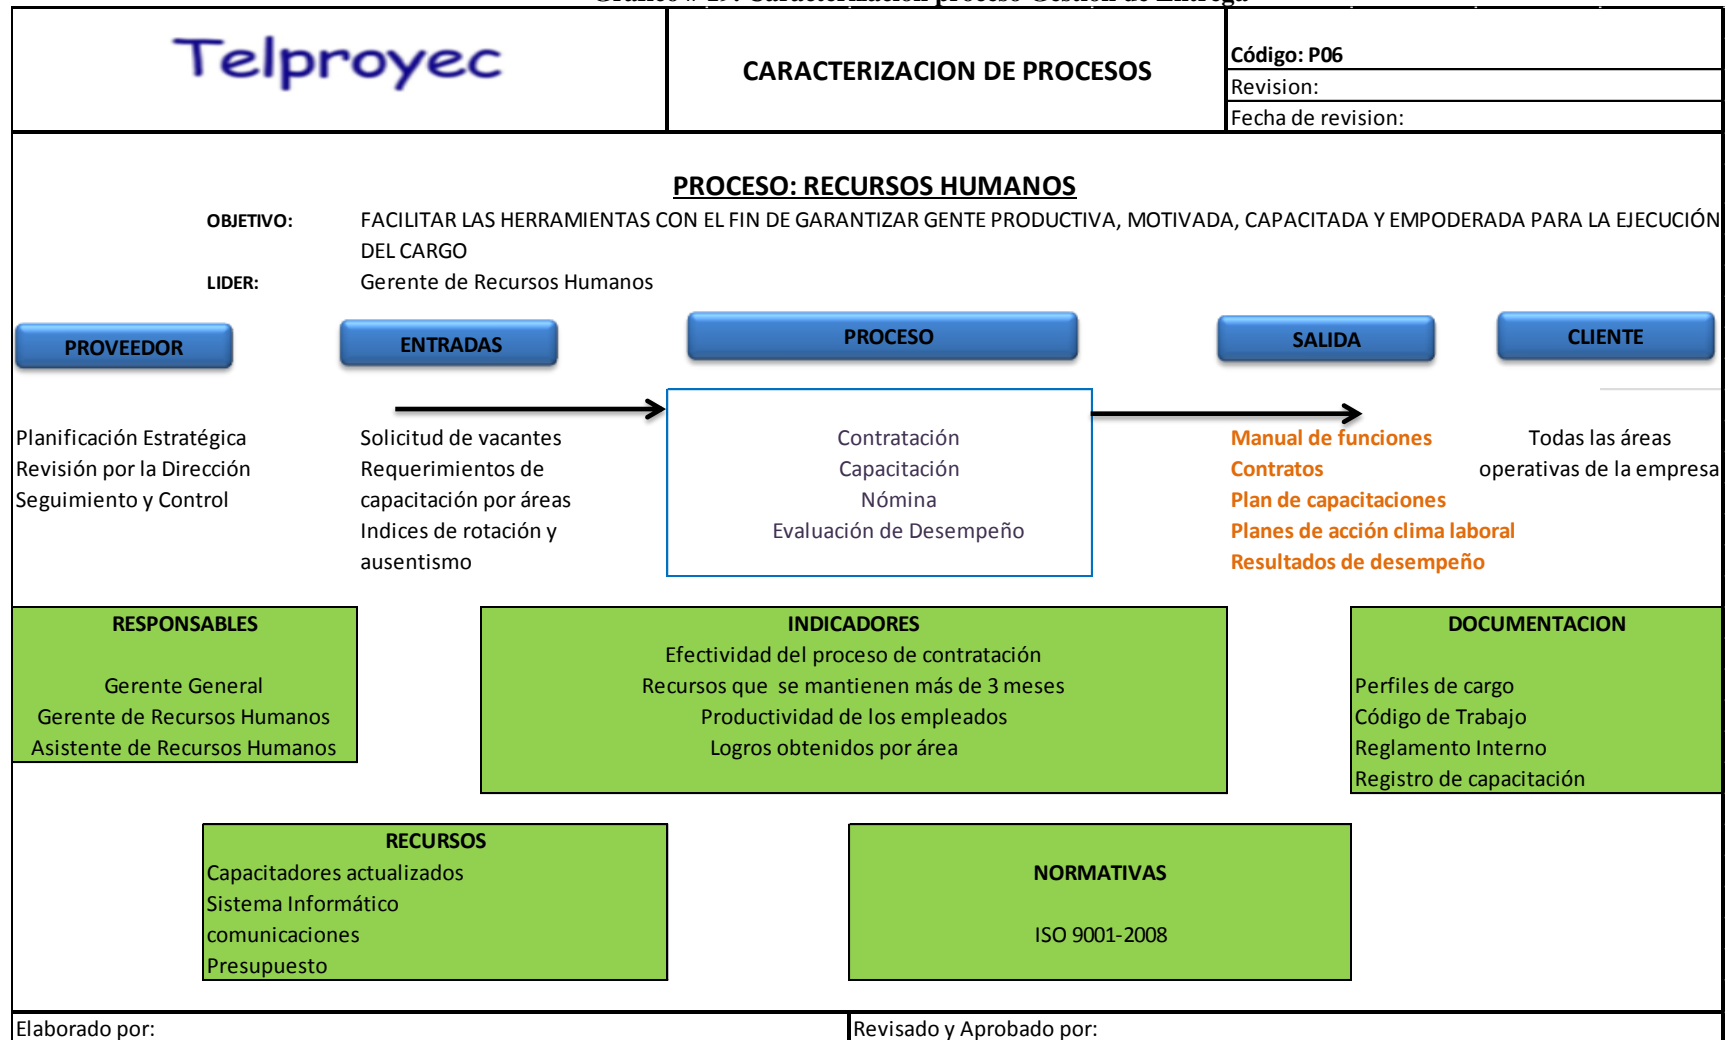 Caracterización proceso Gestión de Entrega
Telproyec
CARACTERIZACION DE PROCESOS
Código: P06
Revision:
Fecha de revision:
PROCESO: RECURSOS HUMANOS
OBJETIVO: FACILITAR LAS HERRAMIENTAS CON EL FIN DE GARANTIZAR GENTE PRODUCTIVA, MOTIVADA, CAPACITADA Y EMPODERADA PARA LA EJECUCIÓN
DEL CARGO
LIDER: Gerente de Recursos Humanos
PROVEEDOR
ENTRADAS
PROCESO
SALIDA
CLIENTE
Planificación Estratégica
Revisión por la Dirección
Seguimiento y Control
Solicitud de vacantes
Requerimientos de
capacitación por áreas
Indices de rotación y
ausentismo
Contratación
Capacitación
Nómina
Evaluación de Desempeño
Manual de funciones
Contratos
Plan de capacitaciones
Planes de acción clima laboral
Resultados de desempeño
Todas las áreas
operativas de la empresa
RESPONSABLES
Gerente General
Gerente de Recursos Humanos
Asistente de Recursos Humanos
INDICADORES
Efectividad del proceso de contratación
Recursos que  se mantienen más de 3 meses
Productividad de los empleados
Logros obtenidos por área
DOCUMENTACION
Perfiles de cargo
Código de Trabajo
Reglamento Interno
Registro de capacitación
RECURSOS
Capacitadores actualizados
Sistema Informático
comunicaciones
Presupuesto
NORMATIVAS
ISO 9001-2008
Elaborado por:
Revisado y Aprobado por: